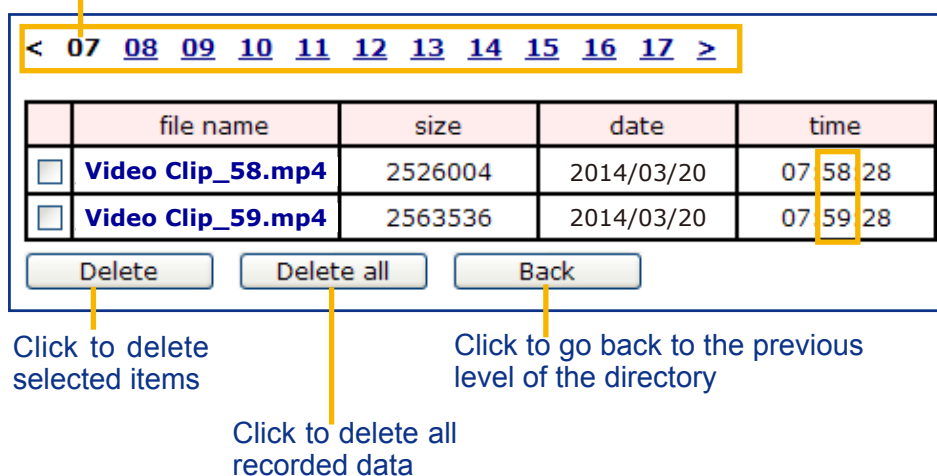 < 07 08 09 10 11 12 13 14 15 16 17 >
file name size date time
Video Clip_58.mp4 2526004 2014/03/20 07:58:28
Video Clip_59.mp4 2563536 2014/03/20 07:59:28
Delete Delete all Back
Click to delete
selected items
Click to go back to the previous
level of the directory
Click to delete all
recorded data